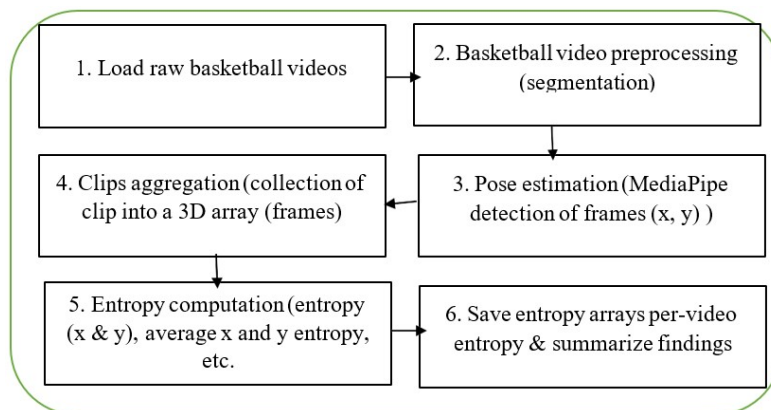 1. Load raw basketball videos
2. Basketball video preprocessing
(segmentation)
3. Pose estimation (MediaPipe
detection of frames (x, y) )
4. Clips aggregation (collection of
clip into a 3D array (frames)
5. Entropy computation (entropy
(x & y), average x and y entropy,
etc.
6. Save entropy arrays per-video
entropy & summarize findings